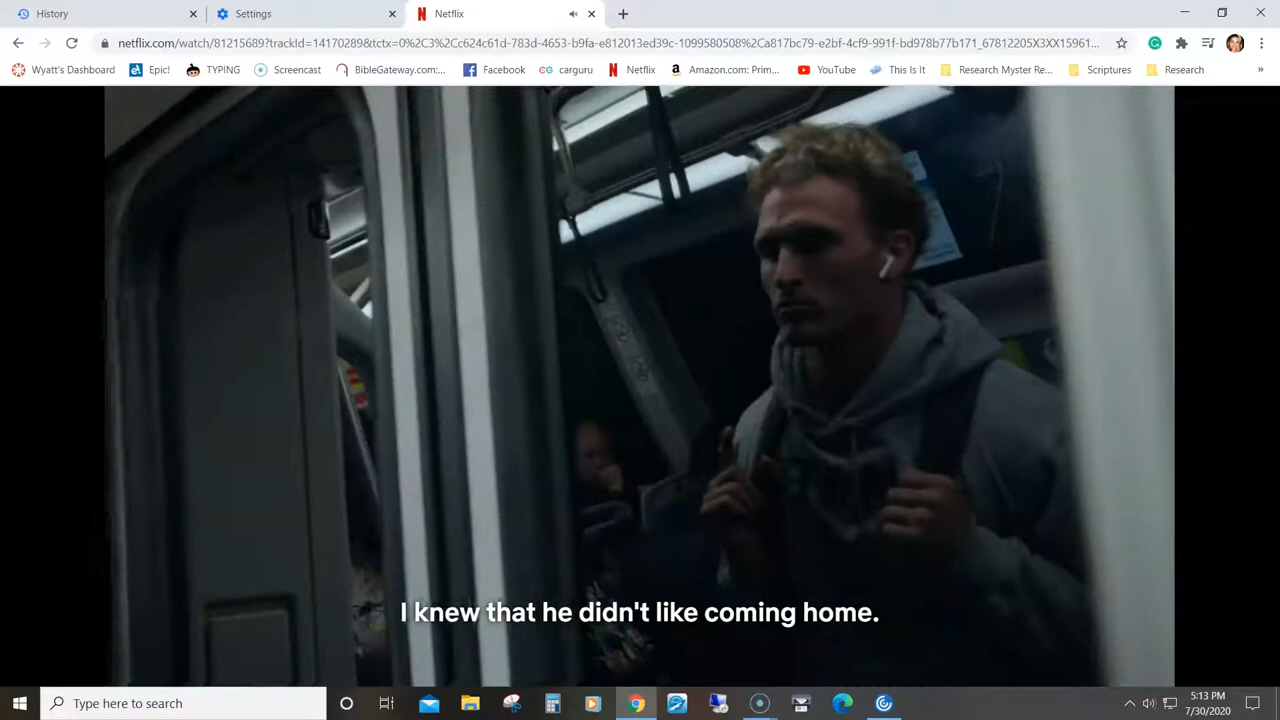 History
Settings
Netflix
netflix.com/watch/81215689?trackId=14170289&tctx=0%2C3%2Cc624c61d-783d-4653-b9fa-e812013ed39c-1099580508%2Ca817bc79-e2bf-4cf9-991f-bd978b77b171_67812205X3XX15961...
Wyatt's Dashboard
Epic!
TYPING
Screencast
BibleGateway.com:...
Facebook
carguru
Netflix
Amazon.com: Prim...
YouTube
This Is It
Research Myster Re...
Scriptures
Research
»
I knew that he didn't like coming home.
Type here to search
5:13 PM
7/30/2020